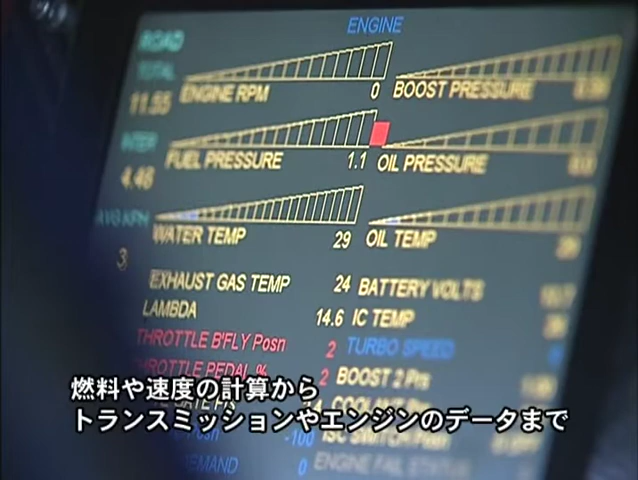 ENGINE
ROAD
TOTAL
11.55
ENGINE RPM 0 BOOST PRESSURE
INTER
4.46
FUEL PRESSURE 1.1 OIL PRESSURE
AVG KPH
3
WATER TEMP 29 OIL TEMP
EXHAUST GAS TEMP 24 BATTERY VOLTS
LAMBDA 14.6 IC TEMP
THROTTLE B'FLY Posn 2 TURBO SPEED
THROTTLE PEDAL % 2 BOOST 2 Prs
燃料や速度の計算から
トランスミッションやエンジンのデータまで
-100
DEMAND 0 ENGINE FAIL STATUS